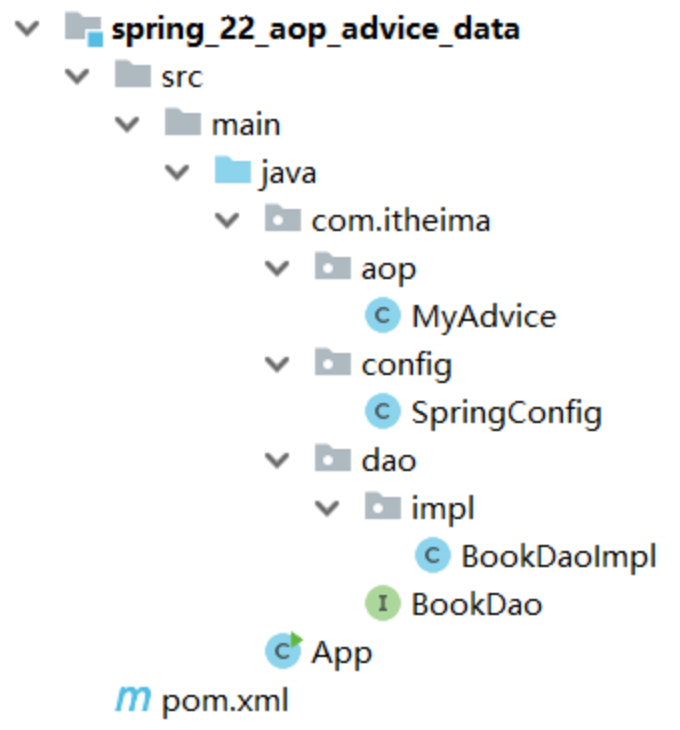 spring_22_aop_advice_data
src
main
java
com.itheima
aop
C MyAdvice
config
C SpringConfig
dao
impl
C BookDaoImpl
I BookDao
C App
m pom.xml